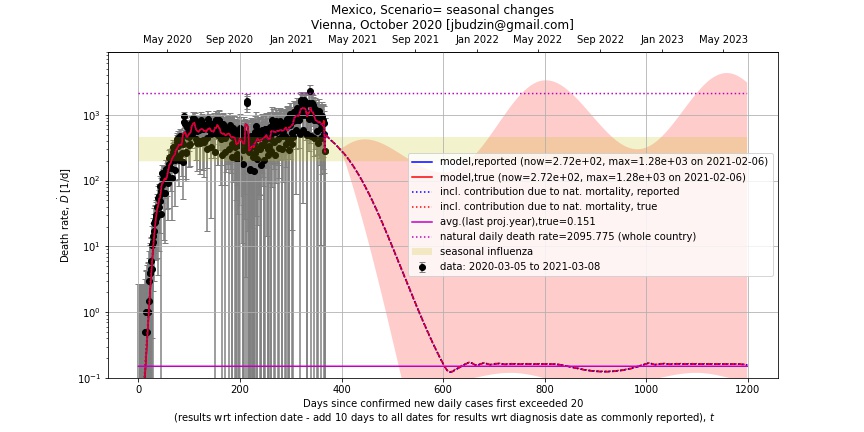 Mexico, Scenario= seasonal changes
Vienna, October 2020 [jbudzin@gmail.com]
May 2020 Sep 2020 Jan 2021 May 2021 Sep 2021 Jan 2022 May 2022 Sep 2022 Jan 2023 May 2023
Death rate, D [1/d]
10³
10²
10¹
10⁰
10⁻¹
model,reported (now=2.72e+02, max=1.28e+03 on 2021-02-06)
model,true (now=2.72e+02, max=1.28e+03 on 2021-02-06)
incl. contribution due to nat. mortality, reported
incl. contribution due to nat. mortality, true
avg.(last proj.year),true=0.151
natural daily death rate=2095.775 (whole country)
seasonal influenza
data: 2020-03-05 to 2021-03-08
0 200 400 600 800 1000 1200
Days since confirmed new daily cases first exceeded 20
(results wrt infection date - add 10 days to all dates for results wrt diagnosis date as commonly reported), t